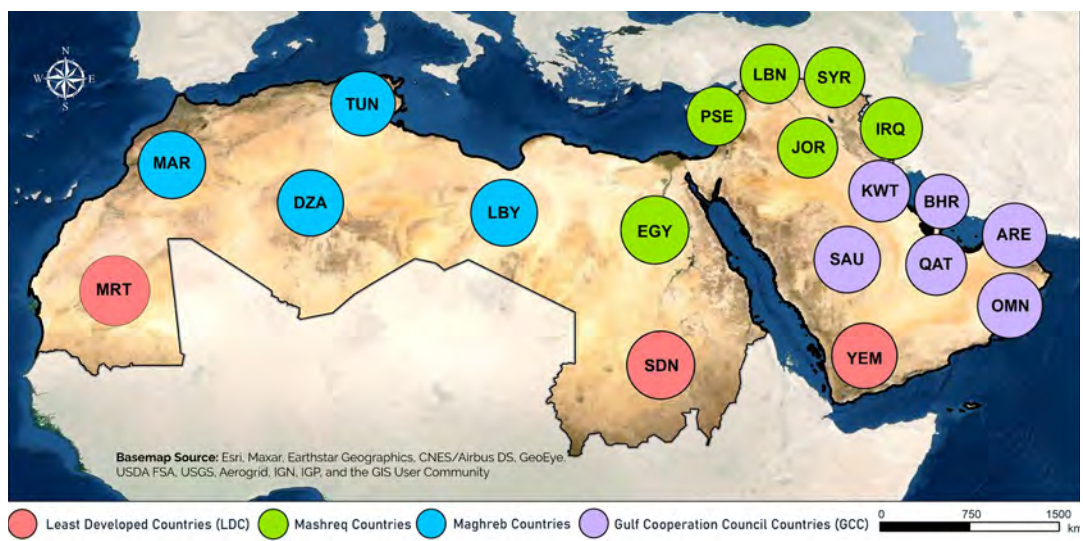 N
W E
S
LBN
SYR
TUN
PSE
IRQ
JOR
MAR
KWT
DZA
BHR
LBY
EGY
ARE
SAU
QAT
MRT
OMN
YEM
SDN
Basemap Source: Esri, Maxar, Earthstar Geographics, CNES/Airbus DS, GeoEye,
USDA FSA, USGS, Aerogrid, IGN, IGP, and the GIS User Community
Least Developed Countries (LDC) Mashreq Countries Maghreb Countries Gulf Cooperation Council Countries (GCC)
0 750 1500
km